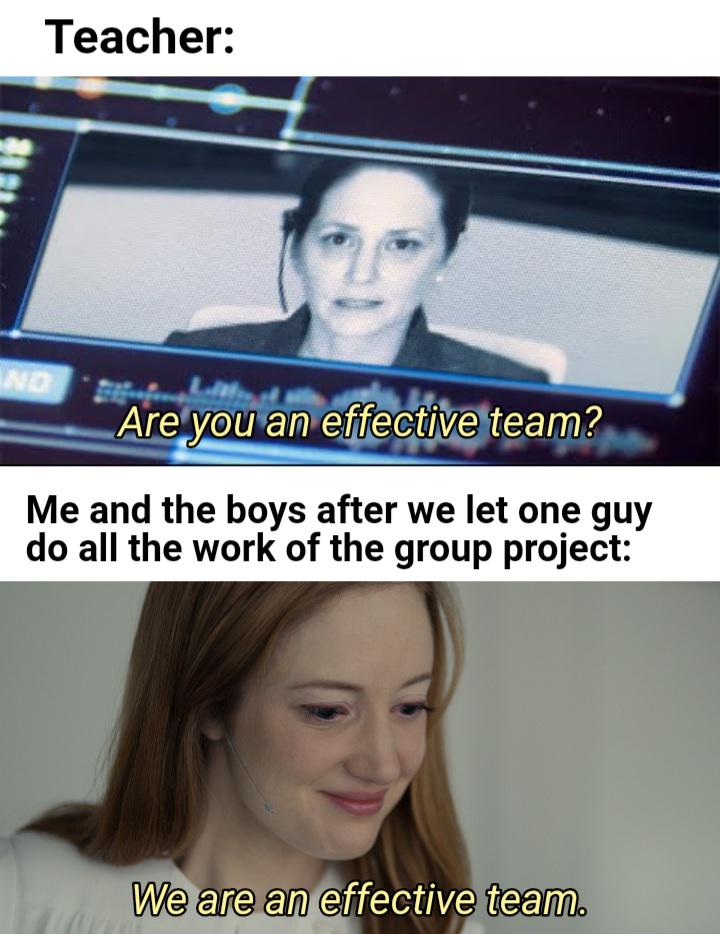 Teacher:
ND
Are you an effective team?
Me and the boys after we let one guy
do all the work of the group project:
We are an effective team.